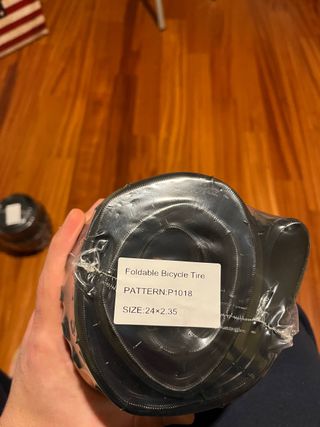 Foldable Bicycle Tire
PATTERN:P1018
SIZE:24×2.35